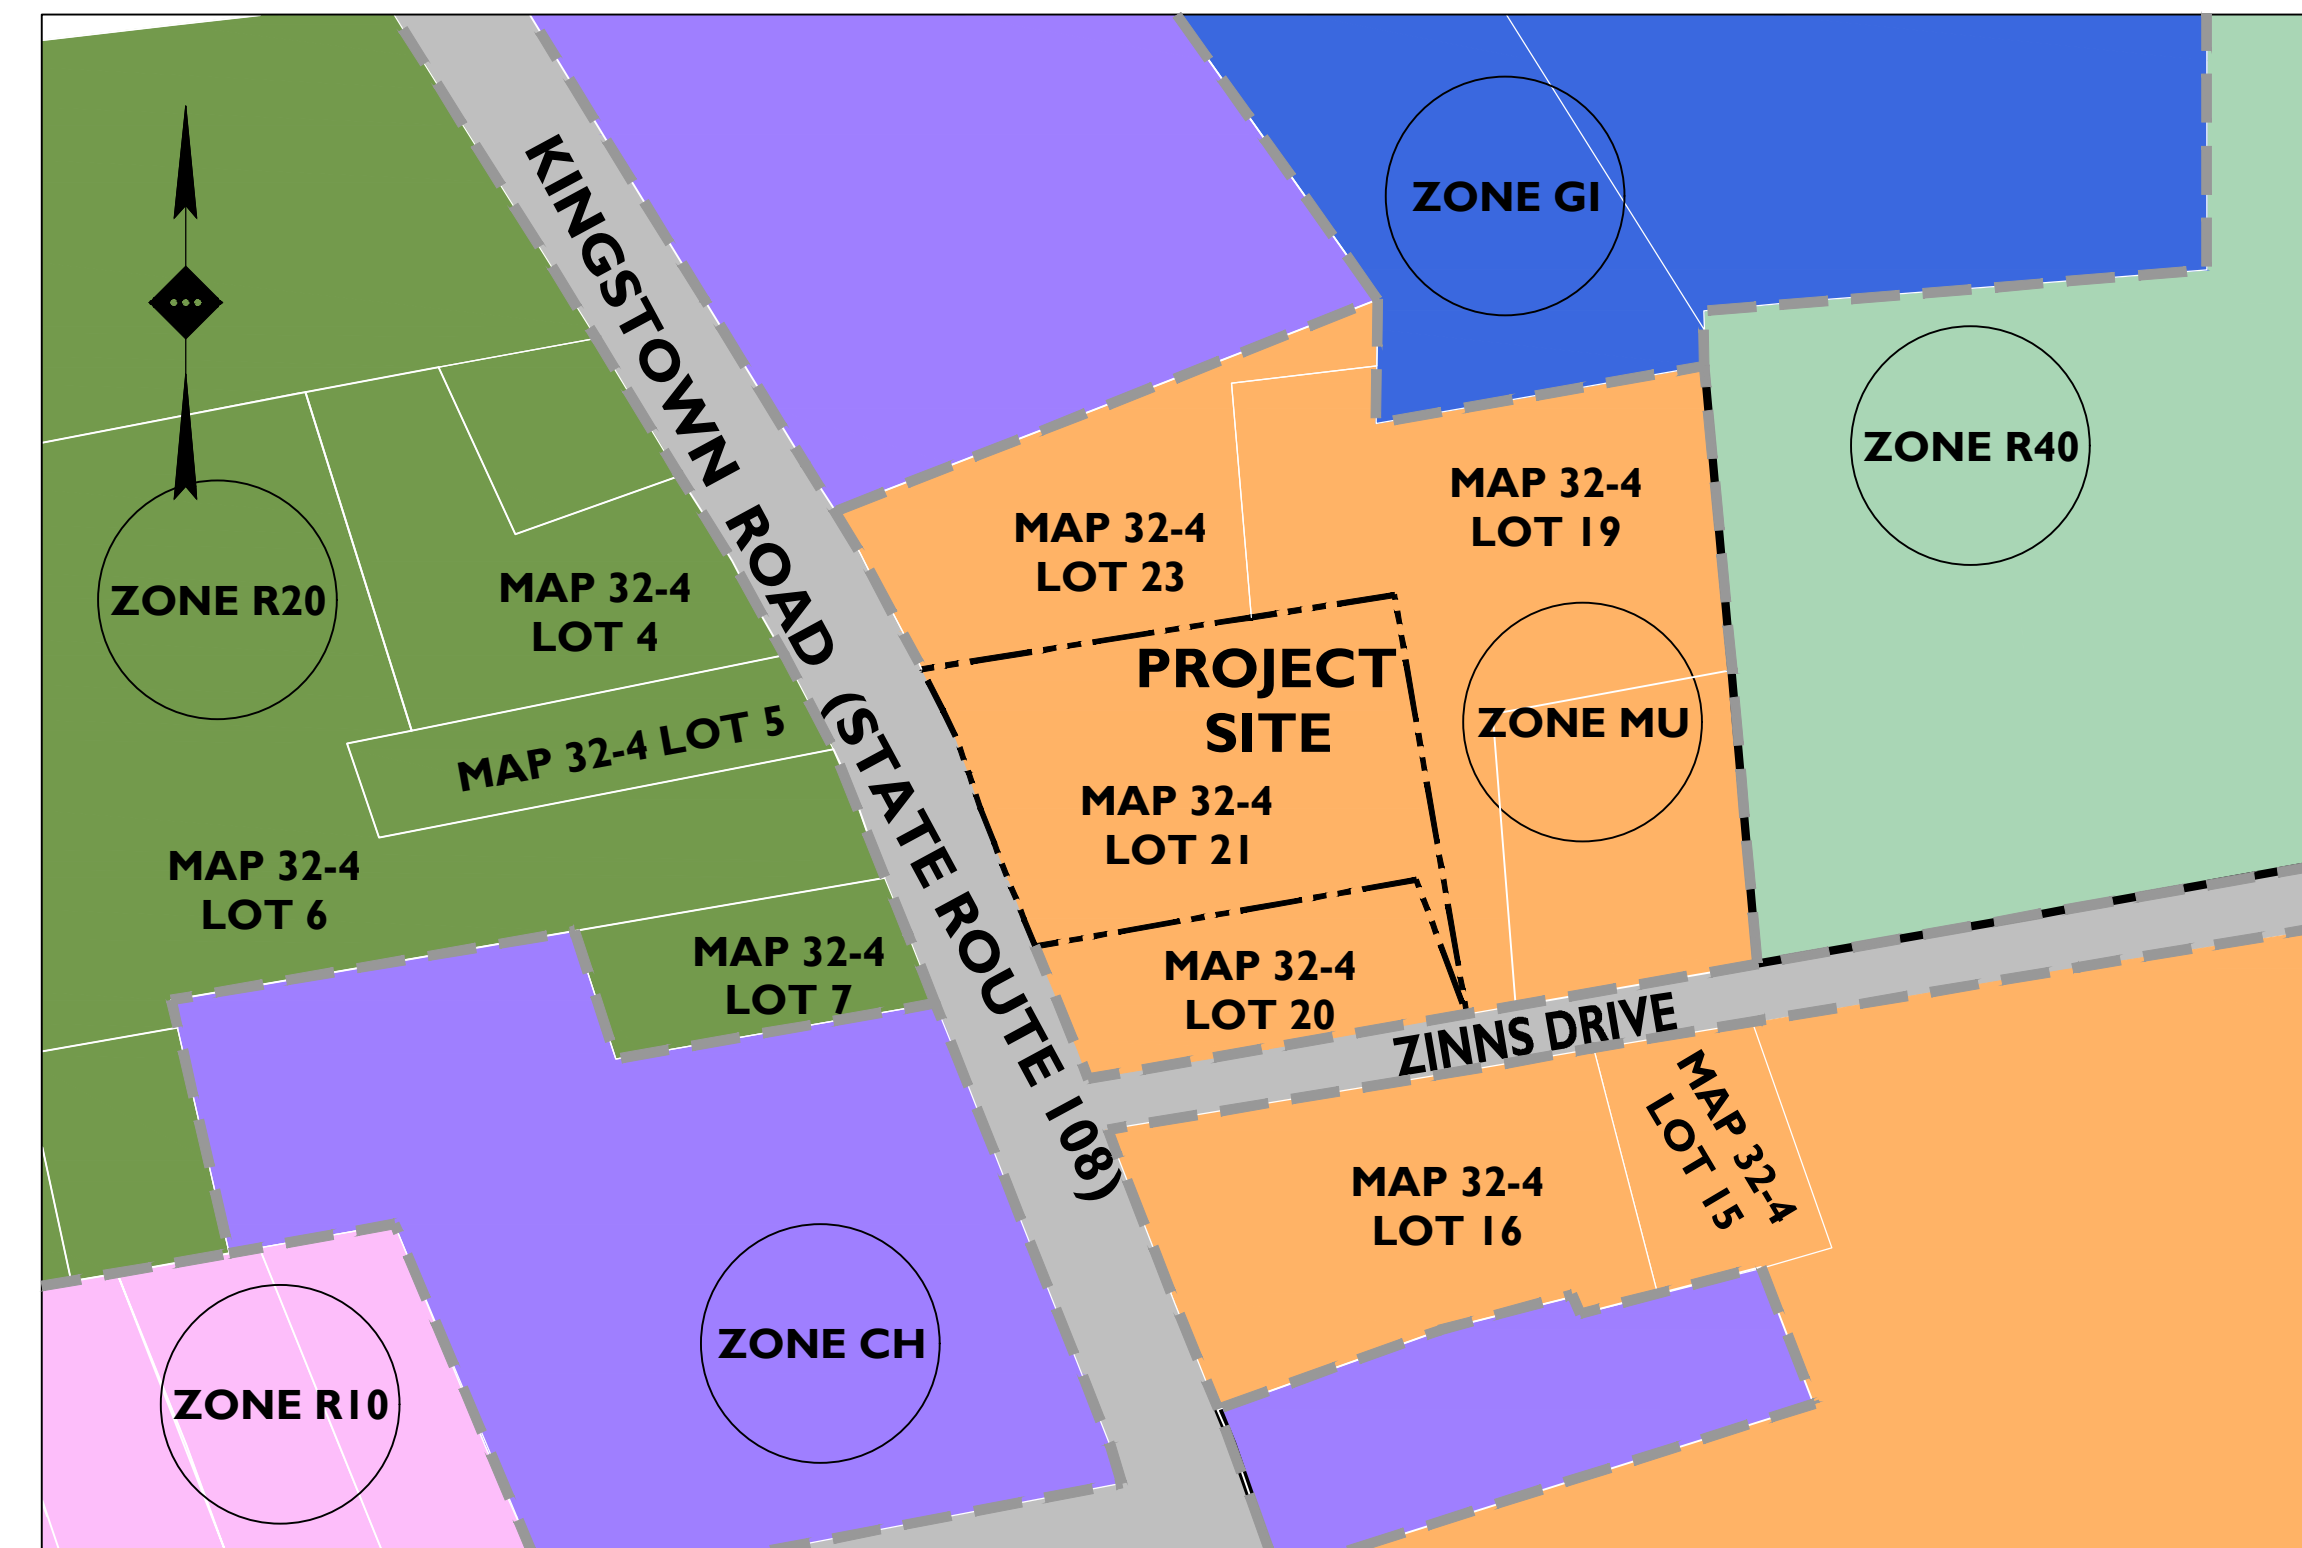 ZONE GI
KINGSTOWN ROAD (STATE ROUTE 108)
ZONE R40
MAP 32-4
LOT 19
MAP 32-4
LOT 23
ZONE R20
MAP 32-4
LOT 4
PROJECT
SITE
ZONE MU
MAP 32-4 LOT 5
MAP 32-4
LOT 21
MAP 32-4
LOT 6
MAP 32-4
LOT 7
MAP 32-4
LOT 20
ZINNS DRIVE
MAP 32-4
LOT 15
MAP 32-4
LOT 16
ZONE CH
ZONE R10